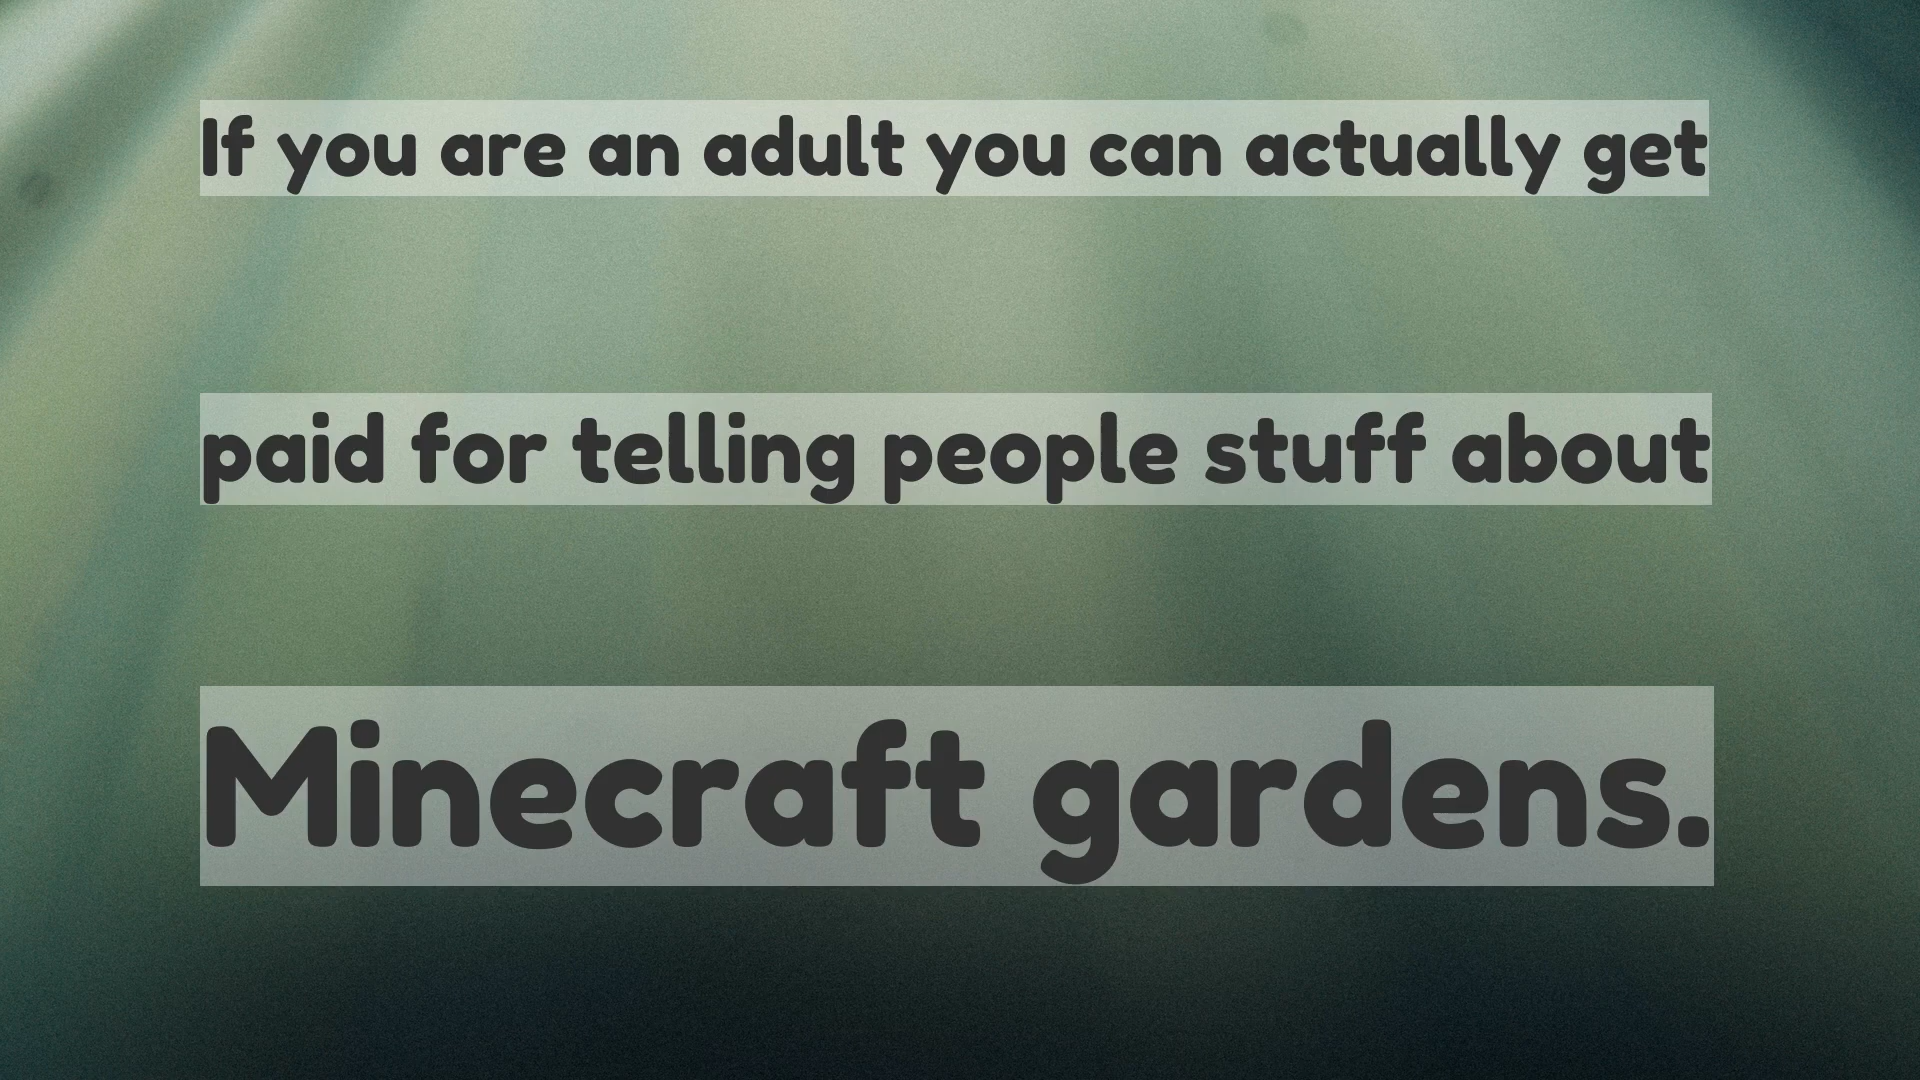 If you are an adult you can actually get
paid for telling people stuff about
Minecraft gardens.